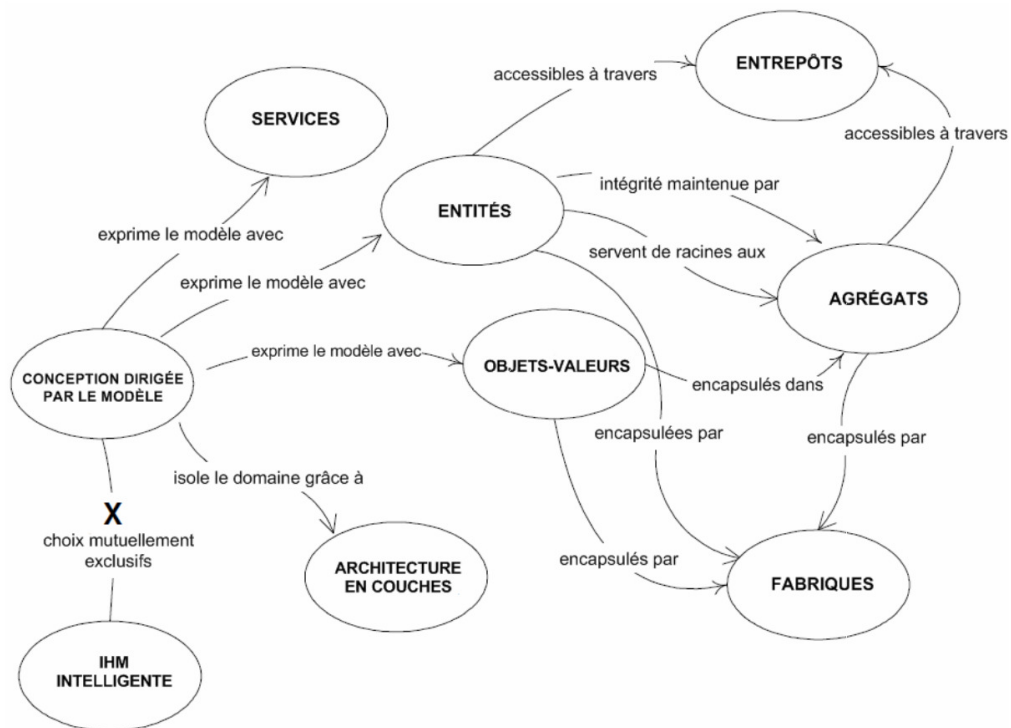 ENTREPÔTS
accessibles à travers
SERVICES
accessibles à travers
intégrité maintenue par
ENTITÉS
exprime le modèle avec
servent de racines aux
exprime le modèle avec
AGRÉGATS
exprime le modèle avec
OBJETS-VALEURS
CONCEPTION DIRIGÉE
PAR LE MODÈLE
encapsulés dans
encapsulées par
encapsulés par
isole le domaine grâce à
X
choix mutuellement
exclusifs
encapsulés par
ARCHITECTURE
EN COUCHES
FABRIQUES
IHM
INTELLIGENTE